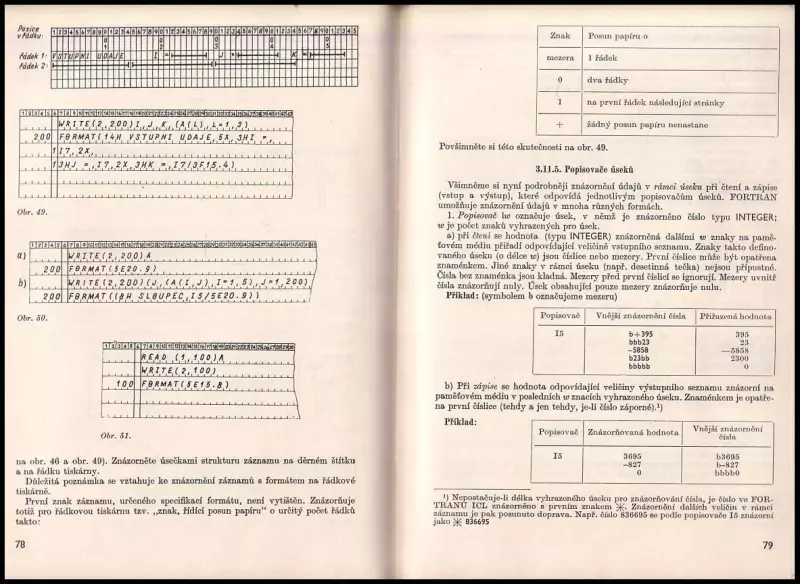 Pozice
v řádku:
Řádek 1: VSTUPNI UDAJE I = J = K =
Řádek 2:
WRITE(2,200)I,J,K,(A(L),L=1,3)
200 FØRMAT(14H VSTUPNI UDAJE,5X,3HI =,
1I7,2X,
13HJ =,I7,2X,3HK =,I7/3F15.4)
Obr. 49.
a) WRITE(2,200)A
200 FØRMAT(5E20.9)
b) WRITE(2,200)(J,(A(I,J),I=1,5),J=1,200)
200 FØRMAT((8H SLØUPEC,I5/5E20.9))
Obr. 50.
READ (1,100)A
WRITE(2,100)
100 FØRMAT(5E15.8)
Obr. 51.
na obr. 46 a obr. 49). Znázorněte úsečkami strukturu záznamu na děrném štítku
a na řádku tiskárny.
Důležitá poznámka se vztahuje ke znázornění záznamů s formátem na řádkové
tiskárně.
První znak záznamu, určeného specifikací formátu, není vytištěn. Znázorňuje
totiž pro řádkovou tiskárnu tzv. „znak, řídící posun papíru" o určitý počet řádků
takto:
78
Znak Posun papíru o
mezera 1 řádek
0 dva řádky
1 na první řádek následující stránky
+ žádný posun papíru nenastane
Povšimněte si této skutečnosti na obr. 49.
3.11.5. Popisovače úseků
Všimněme si nyní podrobněji znázornění údajů v rámci úseku při čtení a zápise
(vstup a výstup), které odpovídá jednotlivým popisovačům úseků. FORTRAN
umožňuje znázornění údajů v mnoha různých formách.
1. Popisovač Iw označuje úsek, v němž je znázorněno číslo typu INTEGER;
w je počet znaků vyhrazených pro úsek.
a) při čtení se hodnota (typu INTEGER) znázorněná dalšími w znaky na pamě-
ťovém médiu přiřadí odpovídající veličině vstupního seznamu. Znaky takto defino-
vaného úseku (o délce w) jsou číslice nebo mezery. První číslice může být opatřena
znaménkem. Jiné znaky v rámci úseku (např. desetinná tečka) nejsou přípustné.
Čísla bez znaménka jsou kladná. Mezery před první číslicí se ignorují. Mezery uvnitř
čísla znázorňují nuly. Úsek obsahující pouze mezery znázorňuje nulu.
Příklad: (symbolem b označujeme mezeru)
Popisovač Vnější znázornění čísla Přiřazená hodnota
I5 b+395 395
bbb23 23
-5858 —5858
b23bb 2300
bbbbb 0
b) Při zápise se hodnota odpovídající veličiny výstupního seznamu znázorní na
paměťovém médiu v posledních w znacích vyhrazeného úseku. Znaménkem je opatře-
na první číslice (tehdy a jen tehdy, je-li číslo záporné).¹)
Příklad:
Popisovač Znázorňovaná hodnota Vnější znázornění
čísla
I5 3695 b3695
-827 b-827
0 bbbb0
¹) Nepostačuje-li délka vyhrazeného úseku pro znázorňování čísla, je číslo ve FOR-
TRANU ICL znázorněno s prvním znakem ⚹. Znázornění dalších veličin v rámci
záznamu je pak posunuto doprava. Např. číslo 836695 se podle popisovače I5 znázorní
jako ⚹ 836695
79